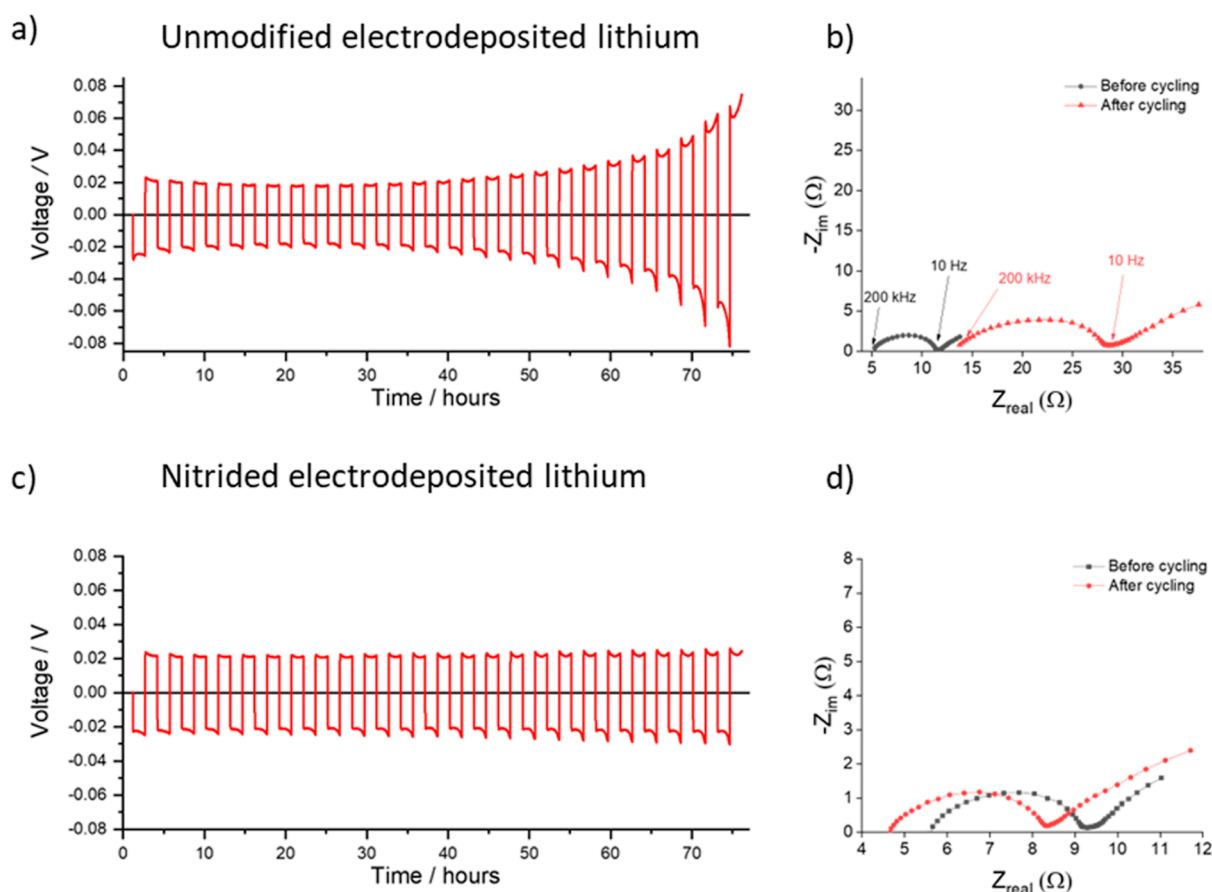 a)
Unmodified electrodeposited lithium
0.08
0.06
0.04
0.02
0.00
-0.02
-0.04
-0.06
-0.08
Voltage / V
0 10 20 30 40 50 60 70
Time / hours
b)
Before cycling
After cycling
30
25
20
15
10
5
0
-Zim (Ω)
200 kHz
10 Hz
200 kHz
10 Hz
5 10 15 20 25 30 35
Zreal (Ω)
c)
Nitrided electrodeposited lithium
0.08
0.06
0.04
0.02
0.00
-0.02
-0.04
-0.06
-0.08
Voltage / V
0 10 20 30 40 50 60 70
Time / hours
d)
Before cycling
After cycling
8
7
6
5
4
3
2
1
0
-Zim (Ω)
4 5 6 7 8 9 10 11 12
Zreal (Ω)